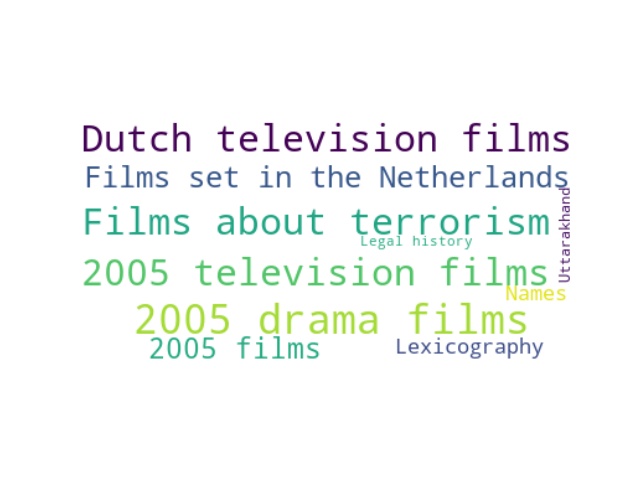 Dutch television films
Films set in the Netherlands
Films about terrorism
Uttarakhand
Legal history
2005 television films
Names
2005 drama films
2005 films
Lexicography